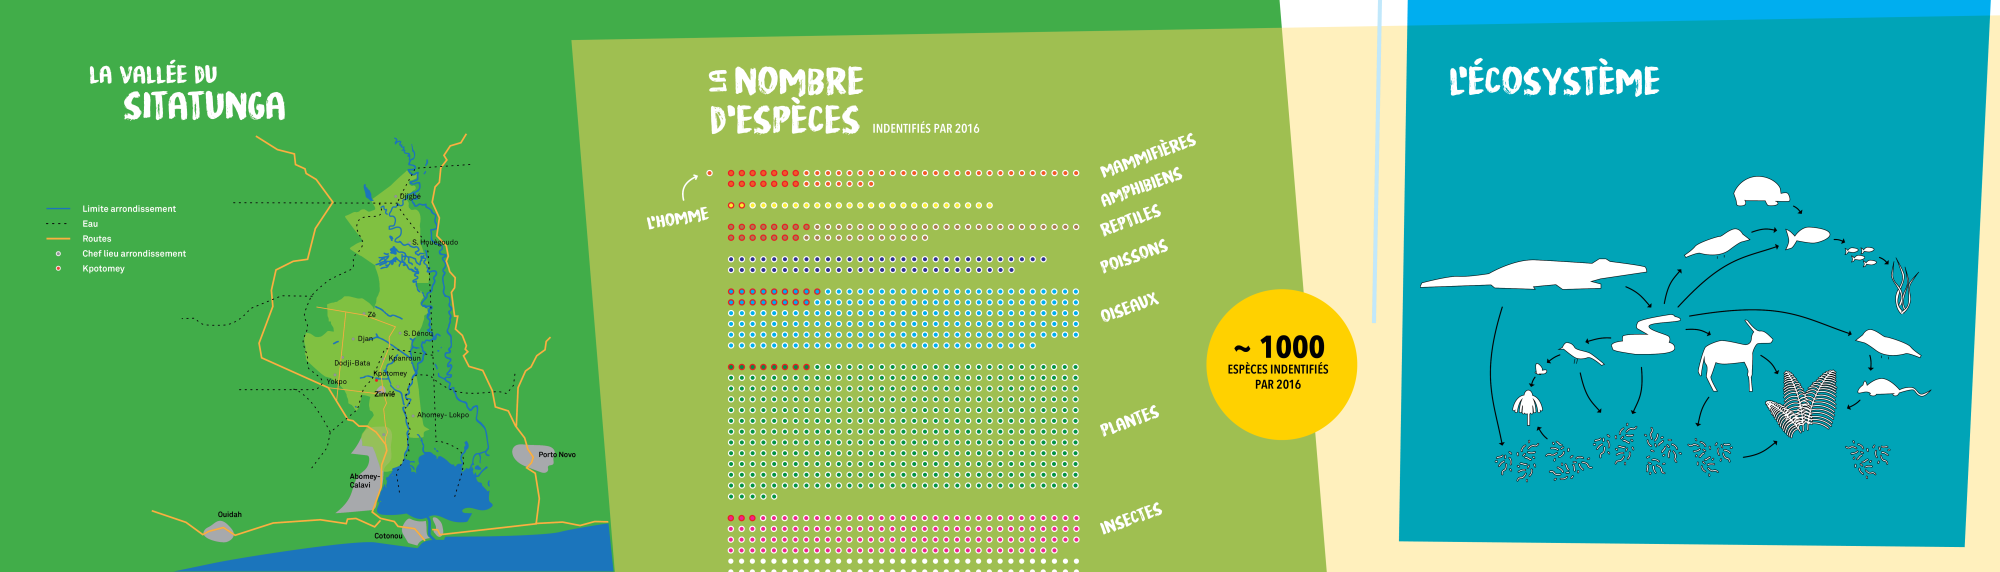 LA VALLÉE DU
SITATUNGA
Limite arrondissement
Eau
Routes
Chef lieu arrondissement
Kpotomey
Djigbé
S. Houegoudo
Zè
S. Dénou
Djan
Kpanroun
Dodji-Bata
Kpotomey
Yokpo
Zinvié
Ahomey- Lokpo
Porto Novo
Abomey-
Calavi
Ouidah
Cotonou
LA NOMBRE
D'ESPÈCES INDENTIFIÉS PAR 2016
L'HOMME
MAMMIFIÈRES
AMPHIBIENS
REPTILES
POISSONS
OISEAUX
PLANTES
INSECTES
~ 1000
ESPÈCES INDENTIFIÉS
PAR 2016
L'ÉCOSYSTÈME